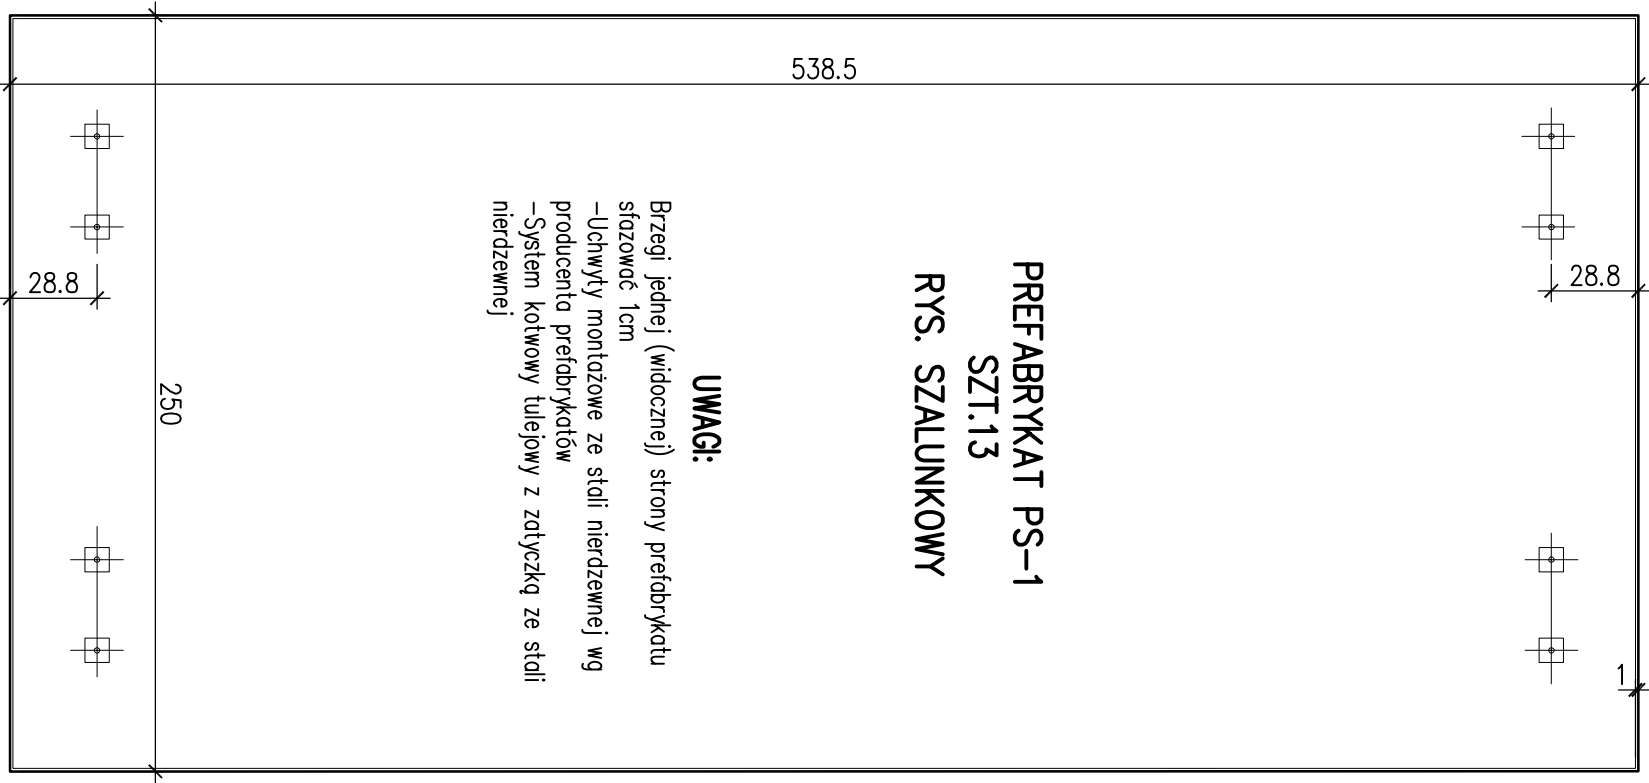 538.5
28.8
28.8
250
1
PREFABRYKAT PS-1
SZT.13
RYS. SZALUNKOWY
UWAGI:
Brzegi jednej (widocznej) strony prefabrykatu
sfazować 1cm
-Uchwyty montażowe ze stali nierdzewnej wg
producenta prefabrykatów
-System kotwowy tulejowy z zatyczką ze stali
nierdzewnej